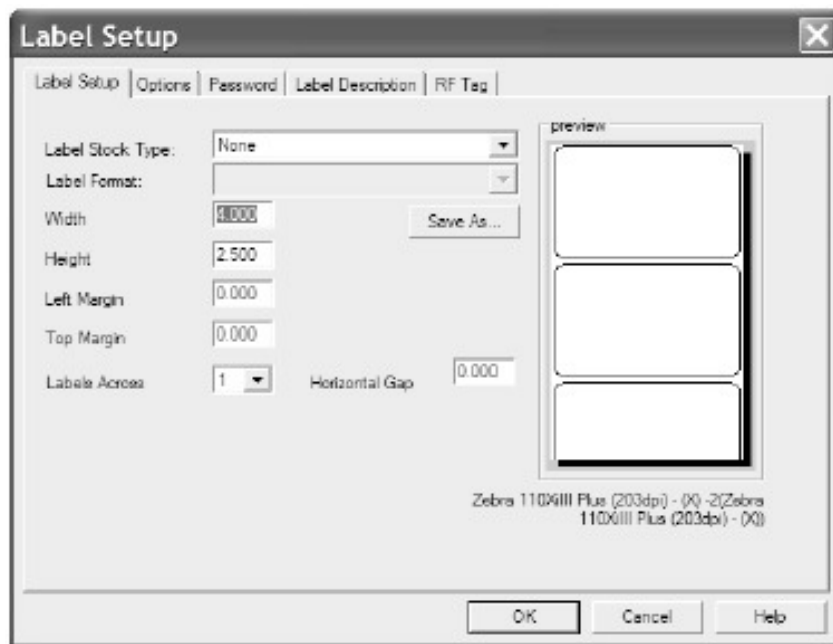 Label Setup
Label Setup Options Password Label Description RF Tag
preview
Label Stock Type: None
Label Format:
Width 4.000 Save As...
Height 2.500
Left Margin 0.000
Top Margin 0.000
Labels Across 1 Horizontal Gap 0.000
Zebra 110XiIII Plus (203dpi) - (X) -2(Zebra
110XiIII Plus (203dpi) - (X))
OK Cancel Help